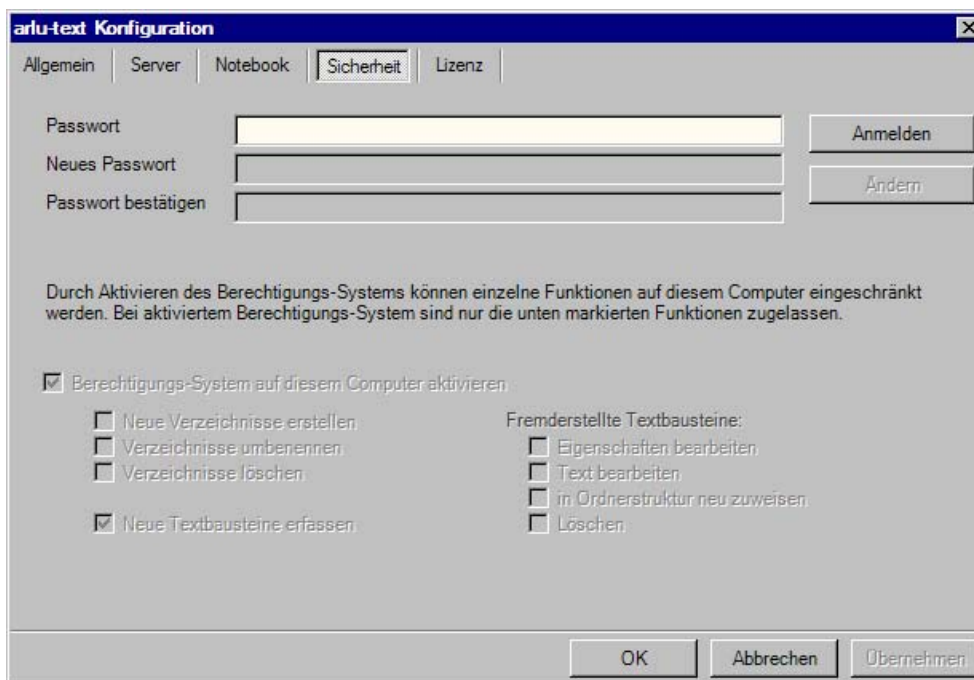 arlu-text Konfiguration
Allgemein Server Notebook Sicherheit Lizenz
Passwort
Anmelden
Neues Passwort
Ändern
Passwort bestätigen
Durch Aktivieren des Berechtigungs-Systems können einzelne Funktionen auf diesem Computer eingeschränkt
werden. Bei aktiviertem Berechtigungs-System sind nur die unten markierten Funktionen zugelassen.
Berechtigungs-System auf diesem Computer aktivieren
Neue Verzeichnisse erstellen
Verzeichnisse umbenennen
Verzeichnisse löschen
Neue Textbausteine erfassen
Fremderstellte Textbausteine:
Eigenschaften bearbeiten
Text bearbeiten
in Ordnerstruktur neu zuweisen
Löschen
OK Abbrechen Übernehmen